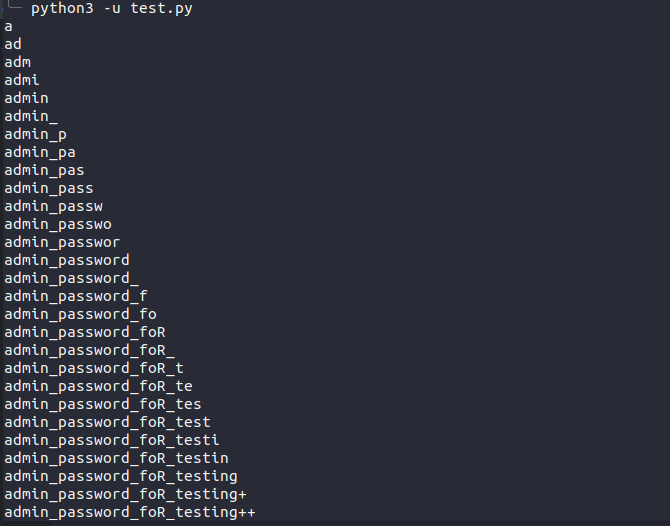 ╰─ python3 -u test.py
a
ad
adm
admi
admin
admin_
admin_p
admin_pa
admin_pas
admin_pass
admin_passw
admin_passwo
admin_passwor
admin_password
admin_password_
admin_password_f
admin_password_fo
admin_password_foR
admin_password_foR_
admin_password_foR_t
admin_password_foR_te
admin_password_foR_tes
admin_password_foR_test
admin_password_foR_testi
admin_password_foR_testin
admin_password_foR_testing
admin_password_foR_testing+
admin_password_foR_testing++